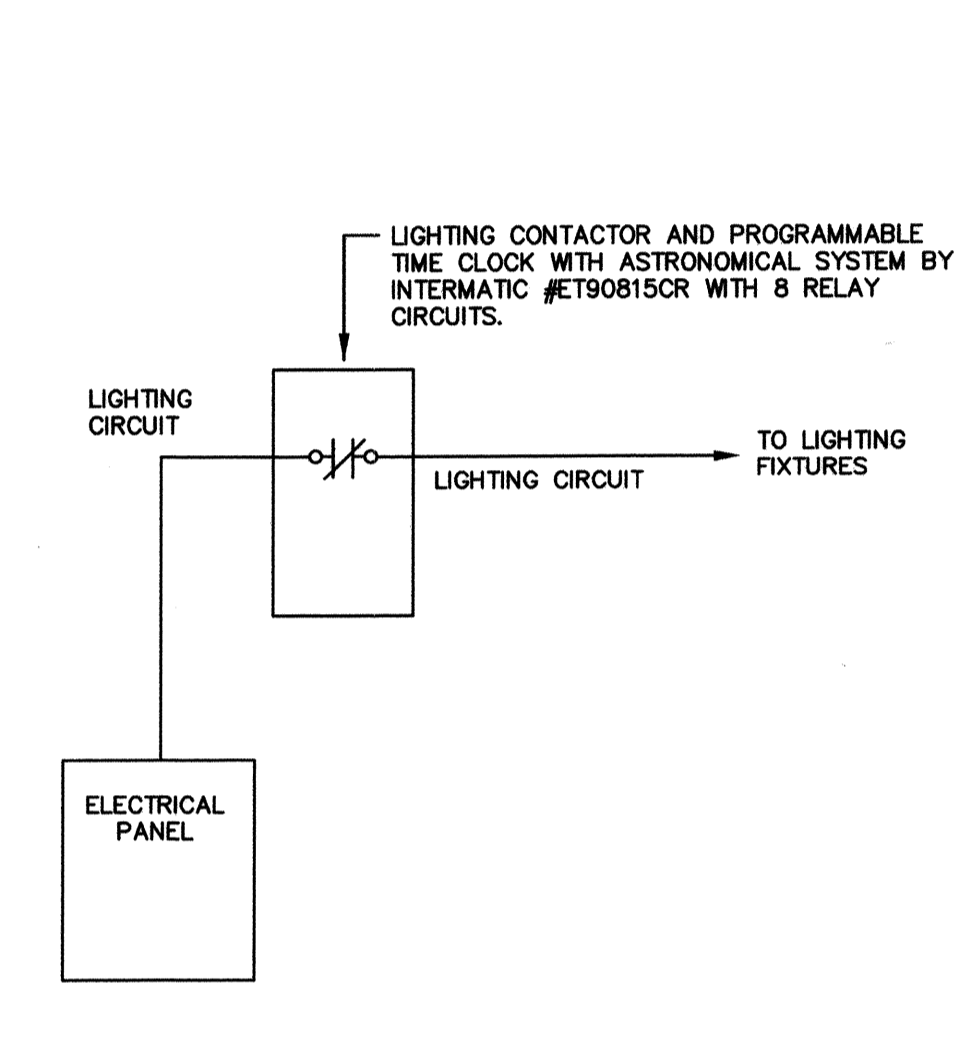 LIGHTING CONTACTOR AND PROGRAMMABLE
TIME CLOCK WITH ASTRONOMICAL SYSTEM BY
INTERMATIC #ET90815CR WITH 8 RELAY
CIRCUITS.
LIGHTING
CIRCUIT
TO LIGHTING
FIXTURES
LIGHTING CIRCUIT
ELECTRICAL
PANEL